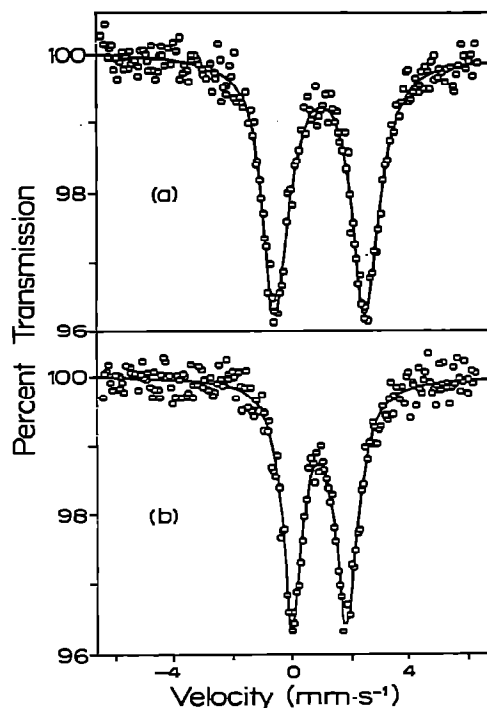 100
98
(a)
96
100
98
(b)
96
Percent Transmission
-4
0
4
Velocity (mm·s⁻¹)